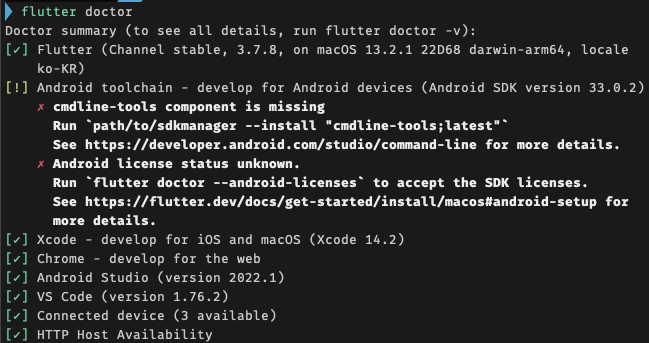 flutter doctor
Doctor summary (to see all details, run flutter doctor -v):
[✓] Flutter (Channel stable, 3.7.8, on macOS 13.2.1 22D68 darwin-arm64, locale
ko-KR)
[!] Android toolchain - develop for Android devices (Android SDK version 33.0.2)
✗ cmdline-tools component is missing
Run `path/to/sdkmanager --install "cmdline-tools;latest"`
See https://developer.android.com/studio/command-line for more details.
✗ Android license status unknown.
Run `flutter doctor --android-licenses` to accept the SDK licenses.
See https://flutter.dev/docs/get-started/install/macos#android-setup for
more details.
[✓] Xcode - develop for iOS and macOS (Xcode 14.2)
[✓] Chrome - develop for the web
[✓] Android Studio (version 2022.1)
[✓] VS Code (version 1.76.2)
[✓] Connected device (3 available)
[✓] HTTP Host Availability